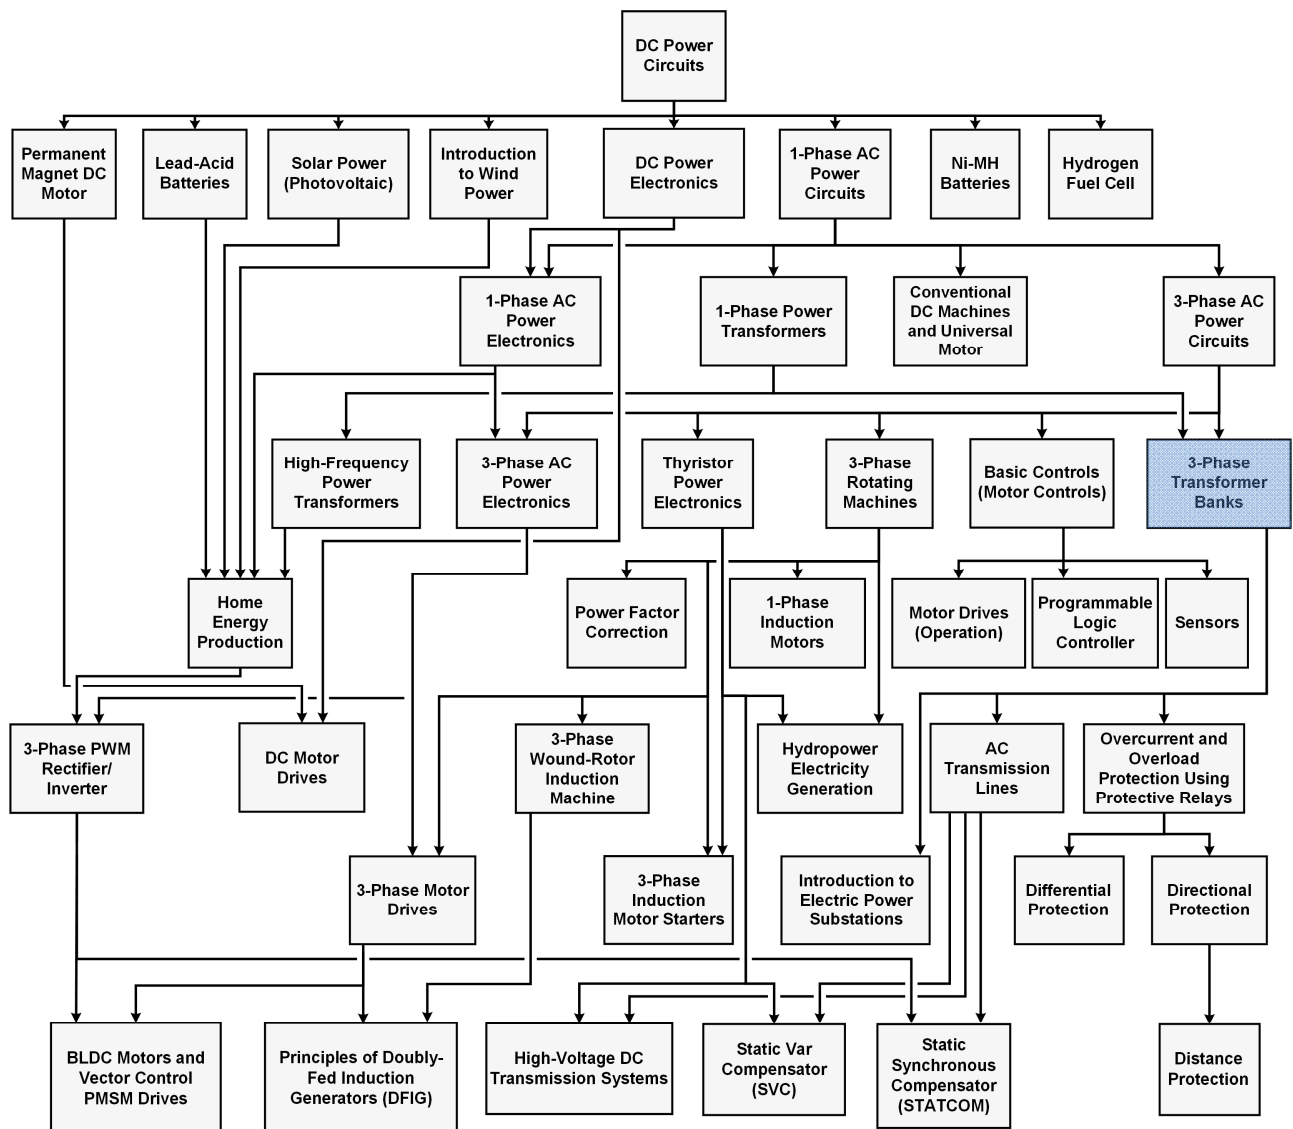 DC Power
Circuits
Permanent
Magnet DC
Motor
Lead-Acid
Batteries
Solar Power
(Photovoltaic)
Introduction
to Wind
Power
DC Power
Electronics
1-Phase AC
Power
Circuits
Ni-MH
Batteries
Hydrogen
Fuel Cell
1-Phase AC
Power
Electronics
1-Phase Power
Transformers
Conventional
DC Machines
and Universal
Motor
3-Phase AC
Power
Circuits
High-Frequency
Power
Transformers
3-Phase AC
Power
Electronics
Thyristor
Power
Electronics
3-Phase
Rotating
Machines
Basic Controls
(Motor Controls)
3-Phase
Transformer
Banks
Home
Energy
Production
Power Factor
Correction
1-Phase
Induction
Motors
Motor Drives
(Operation)
Programmable
Logic
Controller
Sensors
3-Phase PWM
Rectifier/
Inverter
DC Motor
Drives
3-Phase
Wound-Rotor
Induction
Machine
Hydropower
Electricity
Generation
AC
Transmission
Lines
Overcurrent and
Overload
Protection Using
Protective Relays
3-Phase Motor
Drives
3-Phase
Induction
Motor Starters
Introduction to
Electric Power
Substations
Differential
Protection
Directional
Protection
BLDC Motors and
Vector Control
PMSM Drives
Principles of Doubly-
Fed Induction
Generators (DFIG)
High-Voltage DC
Transmission Systems
Static Var
Compensator
(SVC)
Static
Synchronous
Compensator
(STATCOM)
Distance
Protection